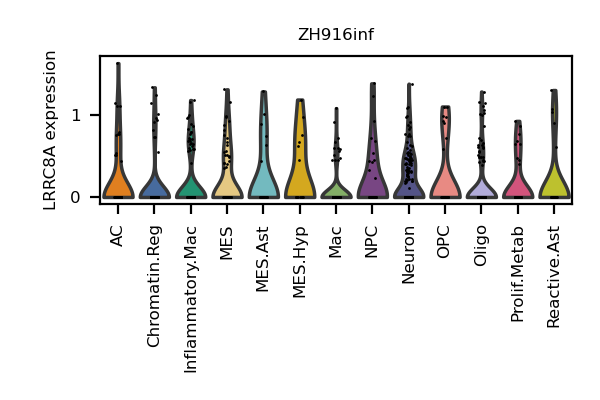 ZH916inf
LRRC8A expression
1
0
AC
Chromatin.Reg
Inflammatory.Mac
MES
MES.Ast
MES.Hyp
Mac
NPC
Neuron
OPC
Oligo
Prolif.Metab
Reactive.Ast